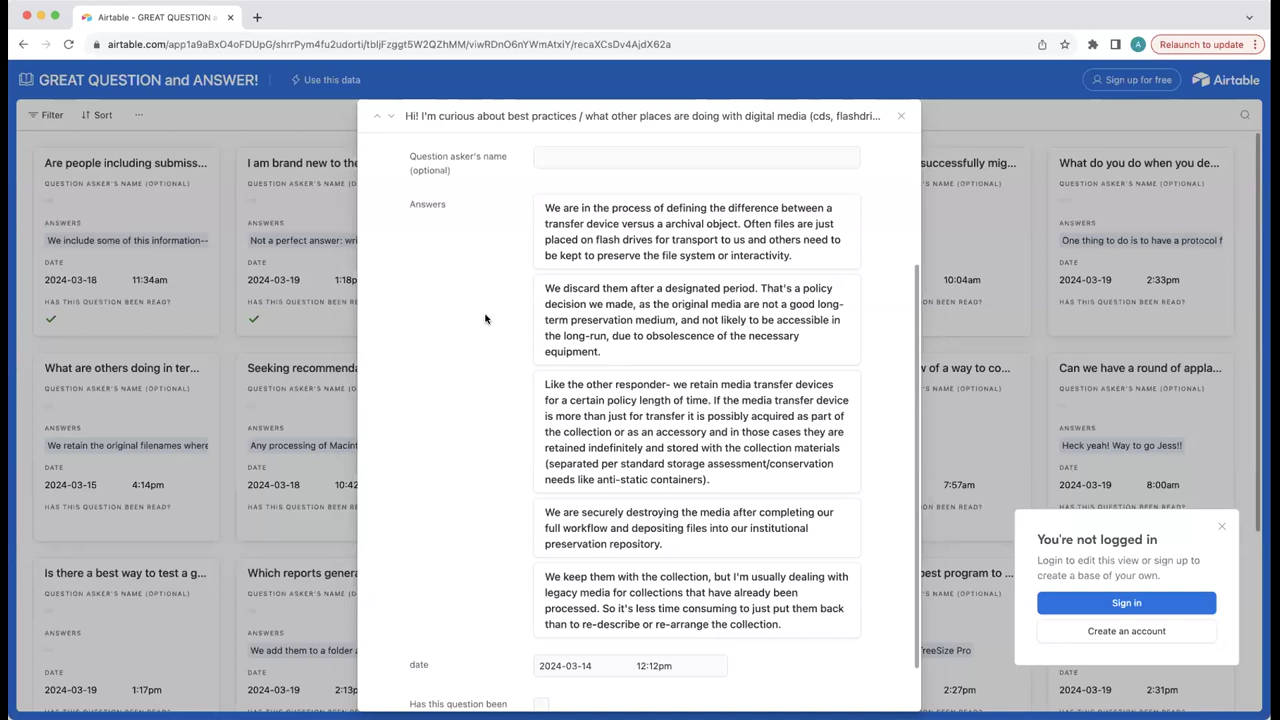 Airtable - GREAT QUESTION a
airtable.com/app1a9aBxO4oFDUpG/shrrPym4fu2udorti/tbljFzggt5W2QZhMM/viwRDnO6nYWmAtxiY/recaXCsDv4AjdX62a
A
Relaunch to update
GREAT QUESTION and ANSWER!
Use this data
Sign up for free
Airtable
Filter
Sort
Hi! I'm curious about best practices / what other places are doing with digital media (cds, flashdri...
Question asker's name
(optional)
Answers
We are in the process of defining the difference between a
transfer device versus a archival object. Often files are just
placed on flash drives for transport to us and others need to
be kept to preserve the file system or interactivity.
We discard them after a designated period. That's a policy
decision we made, as the original media are not a good long-
term preservation medium, and not likely to be accessible in
the long-run, due to obsolescence of the necessary
equipment.
Like the other responder- we retain media transfer devices
for a certain policy length of time. If the media transfer device
is more than just for transfer it is possibly acquired as part of
the collection or as an accessory and in those cases they are
retained indefinitely and stored with the collection materials
(separated per standard storage assessment/conservation
needs like anti-static containers).
We are securely destroying the media after completing our
full workflow and depositing files into our institutional
preservation repository.
We keep them with the collection, but I'm usually dealing with
legacy media for collections that have already been
processed. So it's less time consuming to just put them back
than to re-describe or re-arrange the collection.
date
2024-03-14 12:12pm
Has this question been
Are people including submiss...
QUESTION ASKER'S NAME (OPTIONAL)
ANSWERS
We include some of this information--
DATE
2024-03-18 11:34am
HAS THIS QUESTION BEEN READ?
I am brand new to the
QUESTION ASKER'S NAME
ANSWERS
Not a perfect answer: wri
DATE
2024-03-19 1:18p
HAS THIS QUESTION BEEN
successfully mig...
(OPTIONAL)
10:04am
READ?
What do you do when you de...
QUESTION ASKER'S NAME (OPTIONAL)
ANSWERS
One thing to do is to have a protocol f
DATE
2024-03-19 2:33pm
HAS THIS QUESTION BEEN READ?
What are others doing in ter...
QUESTION ASKER'S NAME (OPTIONAL)
ANSWERS
We retain the original filenames where
DATE
2024-03-15 4:14pm
HAS THIS QUESTION BEEN READ?
Seeking recommenda
QUESTION ASKER'S NAME
ANSWERS
Any processing of Macint
DATE
2024-03-18 10:42
HAS THIS QUESTION BEEN
w of a way to co...
(OPTIONAL)
7:57am
READ?
Can we have a round of appla...
QUESTION ASKER'S NAME (OPTIONAL)
ANSWERS
Heck yeah! Way to go Jess!!
DATE
2024-03-19 8:00am
Is there a best way to test a g...
QUESTION ASKER'S NAME (OPTIONAL)
ANSWERS
DATE
2024-03-19 1:17pm
Which reports genera
QUESTION ASKER'S NAME
ANSWERS
We add them to a folder a
DATE
2024-03-19 2:13p
best program to ...
(OPTIONAL)
TreeSize Pro
2:27pm
2024-03-19 2:31pm
You're not logged in
Login to edit this view or sign up to
create a base of your own.
Sign in
Create an account